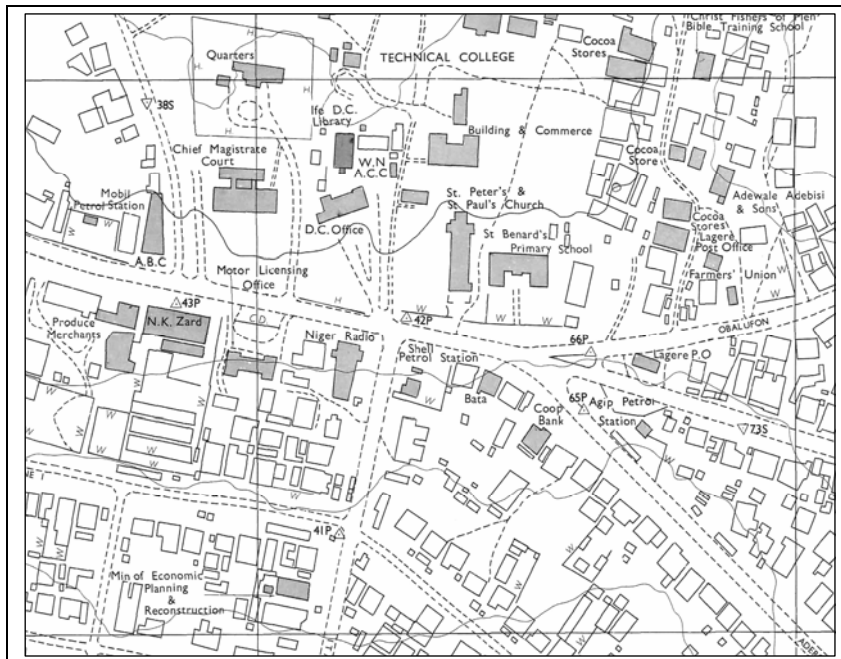 Christ Fishers of Men
Bible Training School
Cocoa
Stores
Quarters
TECHNICAL COLLEGE
H
38S
H
Ife D.C.
Library
Building & Commerce
Chief Magistrate
Court
W.N
A.C.C
Cocoa
Store
Mobil
Petrol Station
St. Peter's &
St Paul's Church
Adewale Adebisi
& Sons
D.C. Office
Cocoa
Stores
Lagere
Post Office
St Benard's
Primary School
W
W
A.B.C
Motor Licensing
Office
Farmers' Union
W
43P
H
W
W
C.D.
42P
OBALUFON
Produce
Merchants
N.K. Zard
Niger Radio
Shell
Petrol Station
66P
Lagere P.O
W
W
Bata
65P
Agip Petrol
Station
Coop
Bank
73S
W
W
W
W
NE 1
41P
W
W
W
Min of Economic
Planning
&
Reconstruction
W
W
ADER